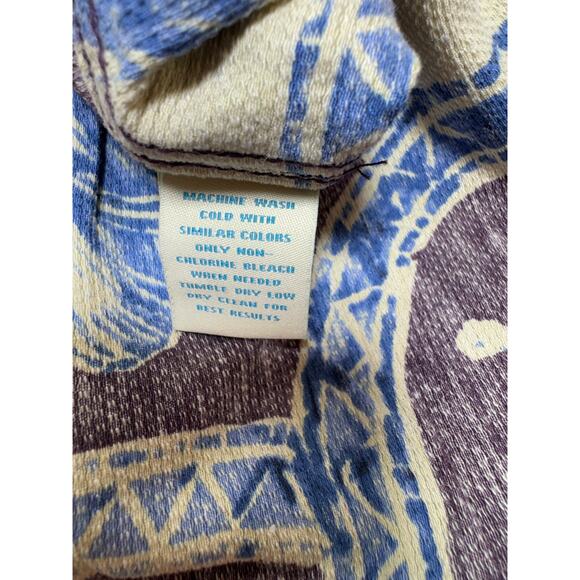 MACHINE WASH
COLD WITH
SIMILAR COLORS
ONLY NON-
CHLORINE BLEACH
WHEN NEEDED
TUMBLE DRY LOW
DRY CLEAN FOR
BEST RESULTS